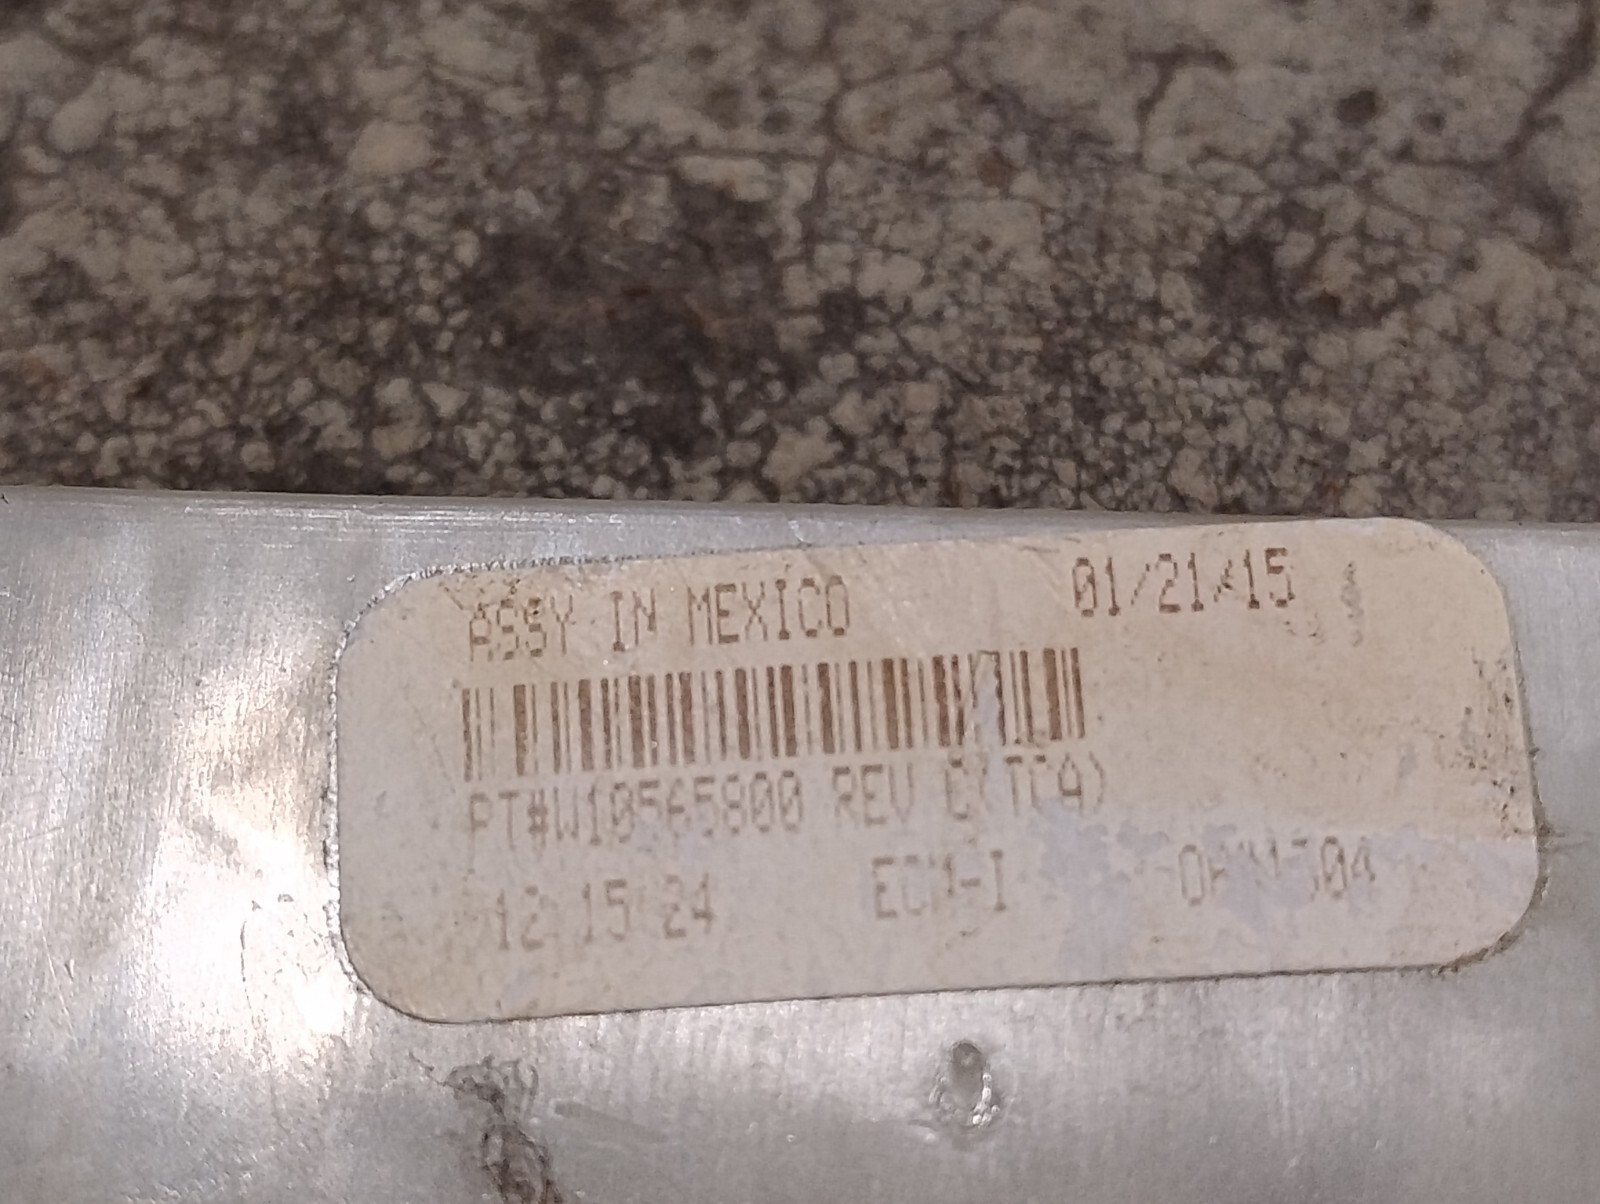 ASSY IN MEXICO 01/21/15
PT#W10565800 REV C(TCA)
12 15 24 ECM-I